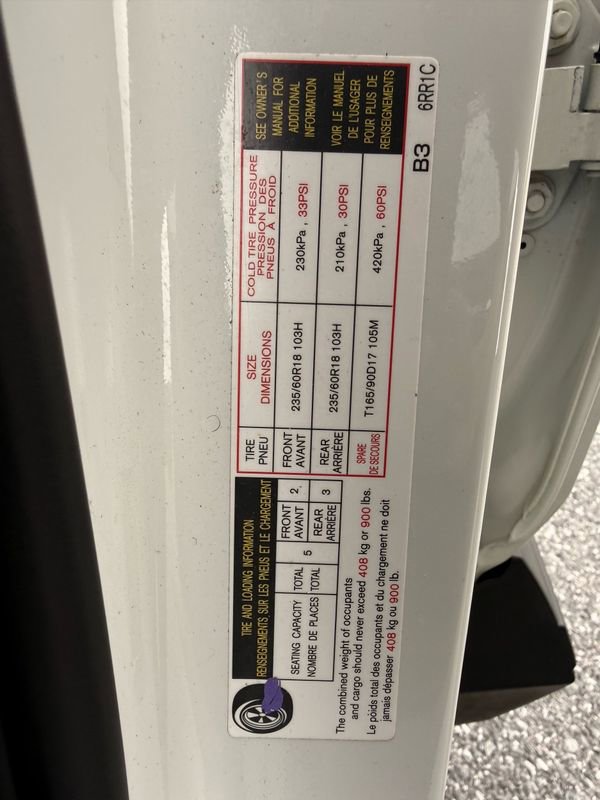 TIRE AND LOADING INFORMATION
RENSEIGNEMENTS SUR LES PNEUS ET LE CHARGEMENT
SEATING CAPACITY TOTAL 5 FRONT AVANT 2
NOMBRE DE PLACES TOTAL REAR ARRIÈRE 3
The combined weight of occupants
and cargo should never exceed 408 kg or 900 lbs.
Le poids total des occupants et du chargement ne doit
jamais dépasser 408 kg ou 900 lb.
TIRE SIZE COLD TIRE PRESSURE
PNEU DIMENSIONS PRESSION DES
PNEUS À FROID
FRONT
AVANT 235/60R18 103H 230kPa , 33PSI
REAR
ARRIÈRE 235/60R18 103H 210kPa , 30PSI
SPARE
DE SECOURS T165/90D17 105M 420kPa , 60PSI
SEE OWNER'S
MANUAL FOR
ADDITIONAL
INFORMATION
VOIR LE MANUEL
DE L'USAGER
POUR PLUS DE
RENSEIGNEMENTS
B3 6RR1C